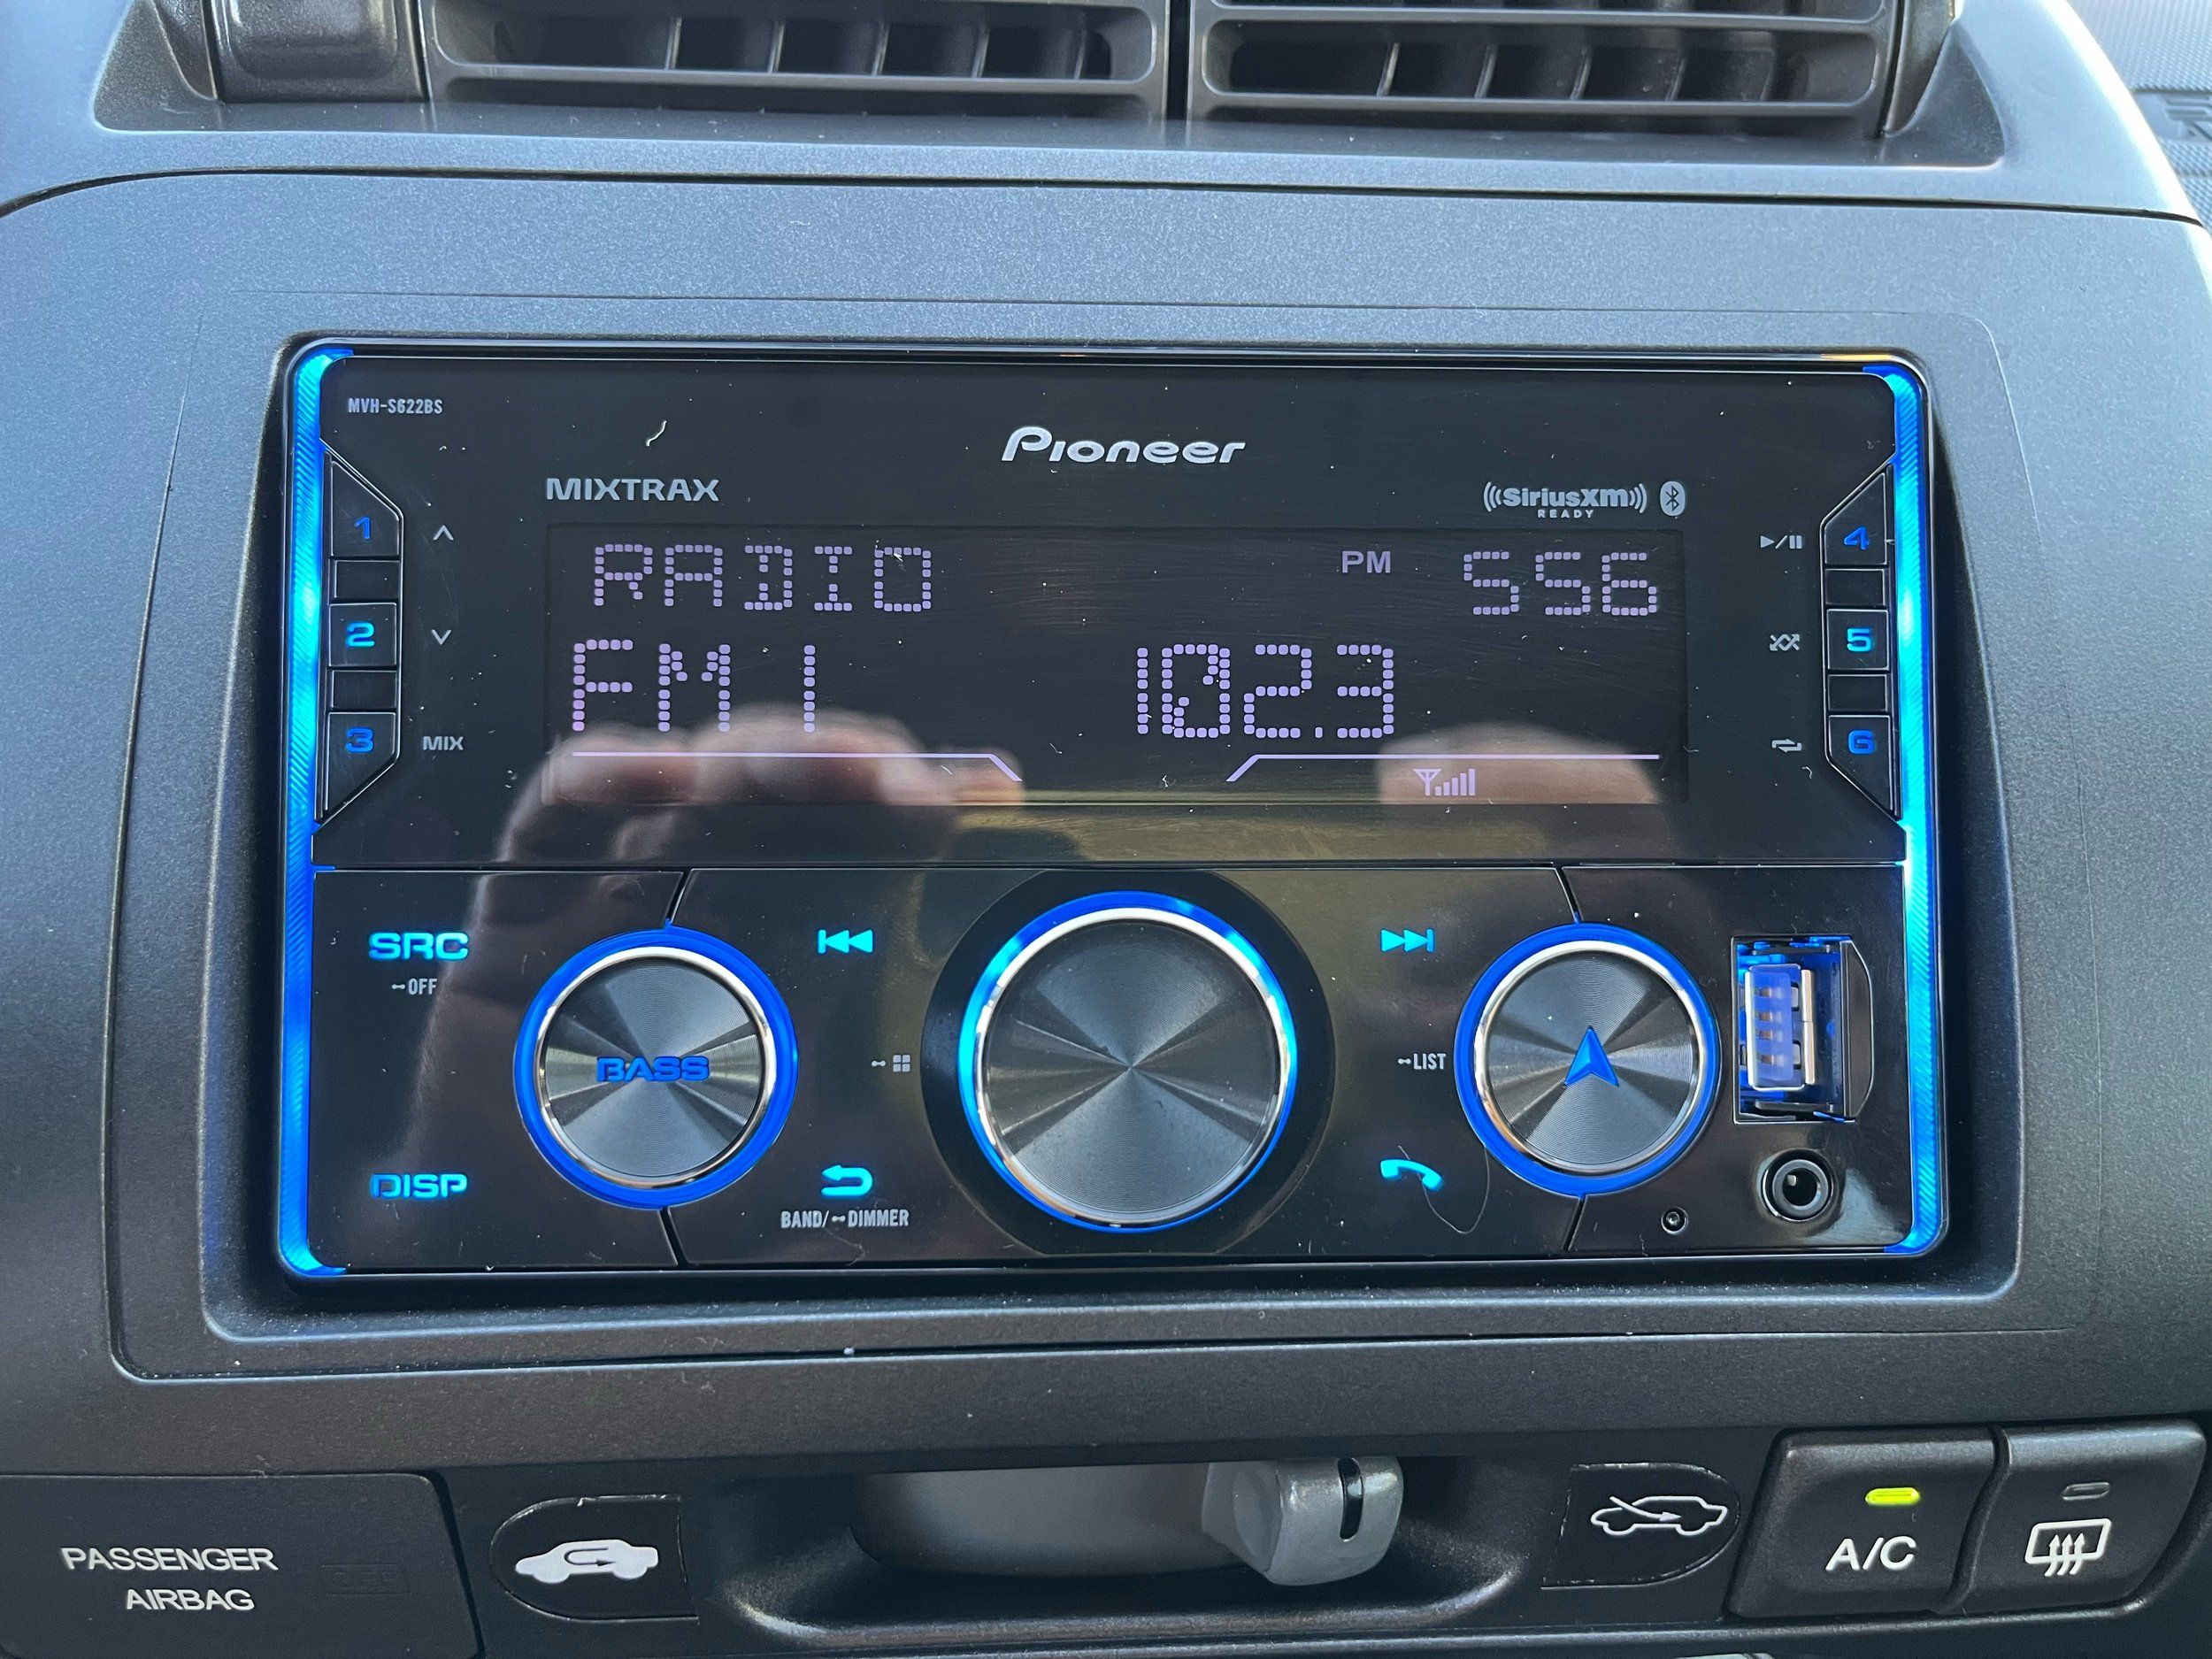 MVH-S622BS
Pioneer
MIXTRAX
SiriusXM
READY
RADIO PM 556
FM1 102.3
1
2
3 MIX
4
5
6
SRC
OFF
BASS
LIST
DISP
BAND/ DIMMER
PASSENGER
AIRBAG
A/C